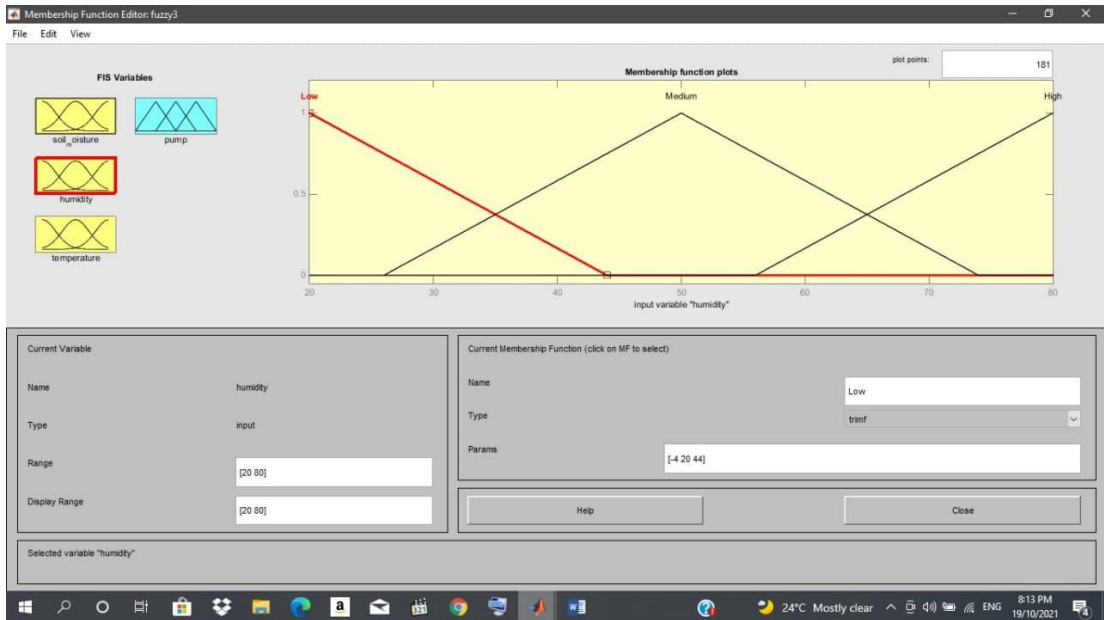 Membership Function Editor: fuzzy3
File Edit View
FIS Variables
soil_moisture
pump
humidity
temperature
plot points:
181
Membership function plots
Low
Medium
High
1
0.5
0
20 30 40 50 60 70 80
input variable "humidity"
Current Variable
Name humidity
Type input
Range [20 80]
Display Range [20 80]
Current Membership Function (click on MF to select)
Name Low
Type trimf
Params [-4 20 44]
Help
Close
Selected variable "humidity"
a
W
24°C Mostly clear
ENG
8:13 PM
19/10/2021